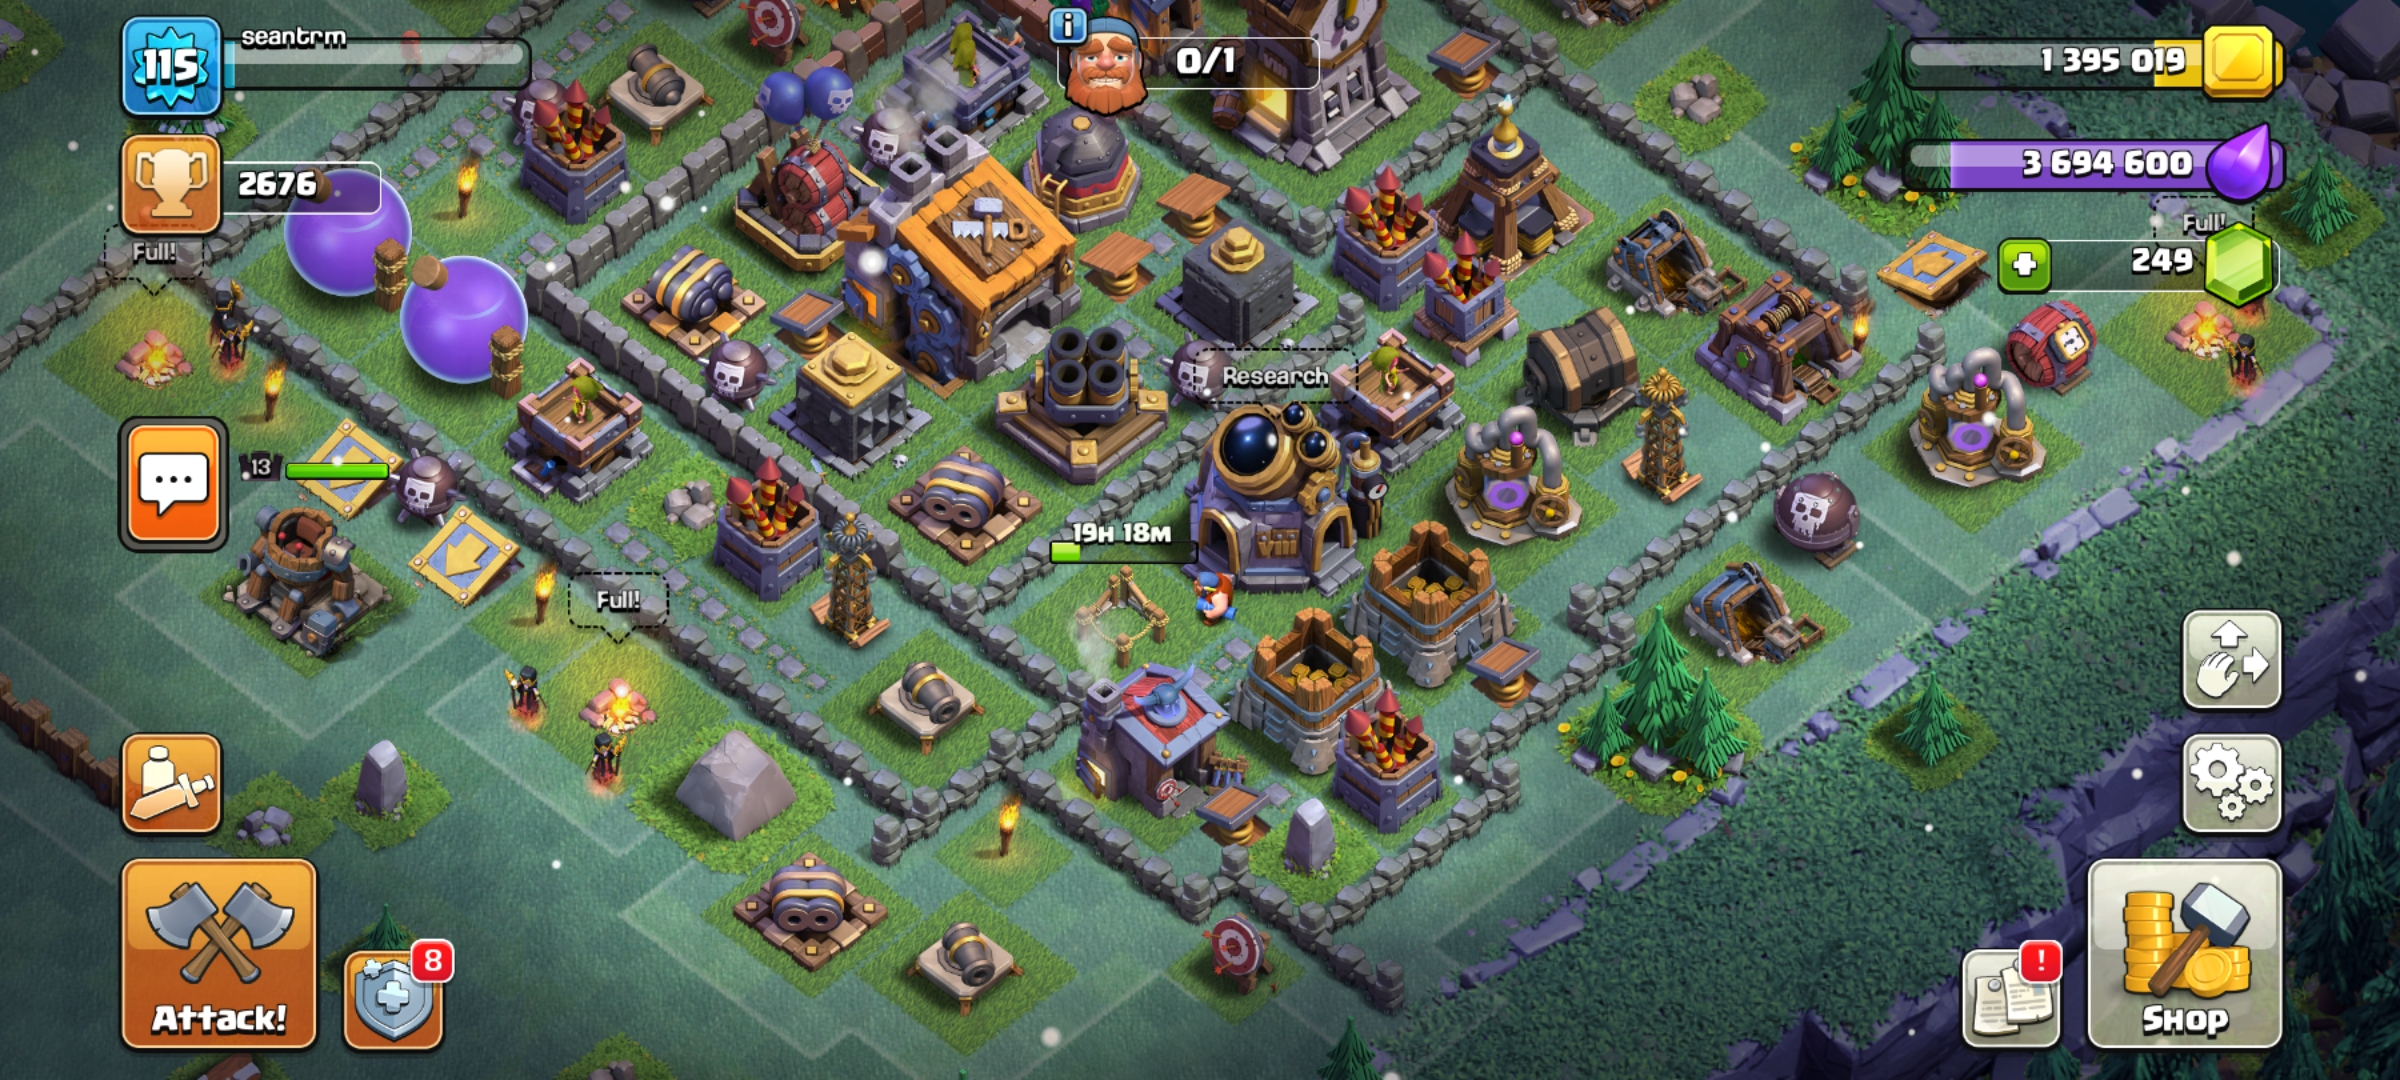 115
seantrm
i
0/1
1 395 019
2676
3 694 600
Full!
Full!
249
Research
13
19H 18M
VIII
Full!
8
!
Attack!
Shop